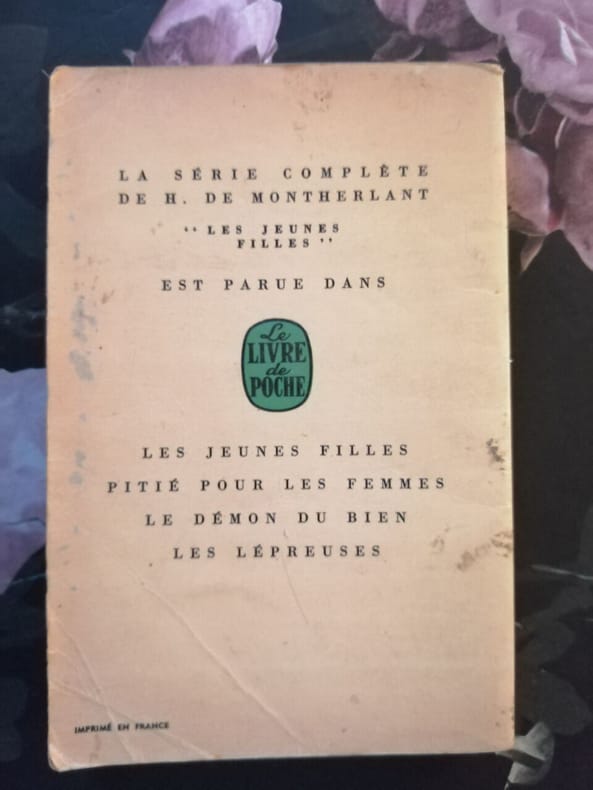 LA SÉRIE COMPLÈTE
DE H. DE MONTHERLANT
“LES JEUNES
FILLES”
EST PARUE DANS
Le
LIVRE
de
POCHE
LES JEUNES FILLES
PITIÉ POUR LES FEMMES
LE DÉMON DU BIEN
LES LÉPREUSES
IMPRIMÉ EN FRANCE